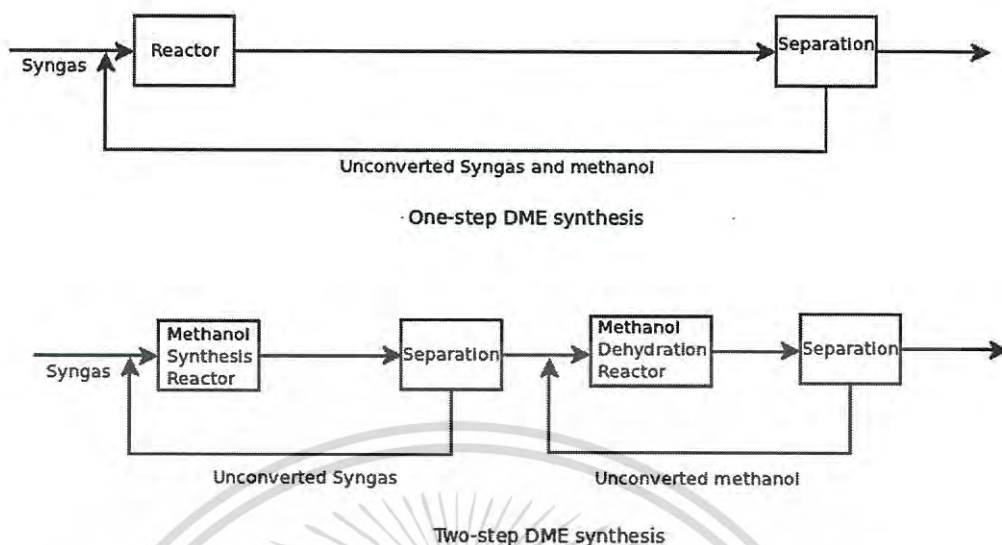 Reactor
Separation
Syngas
Unconverted Syngas and methanol
One-step DME synthesis
Methanol
Synthesis
Reactor
Separation
Methanol
Dehydration
Reactor
Separation
Syngas
Unconverted Syngas
Unconverted methanol
Two-step DME synthesis